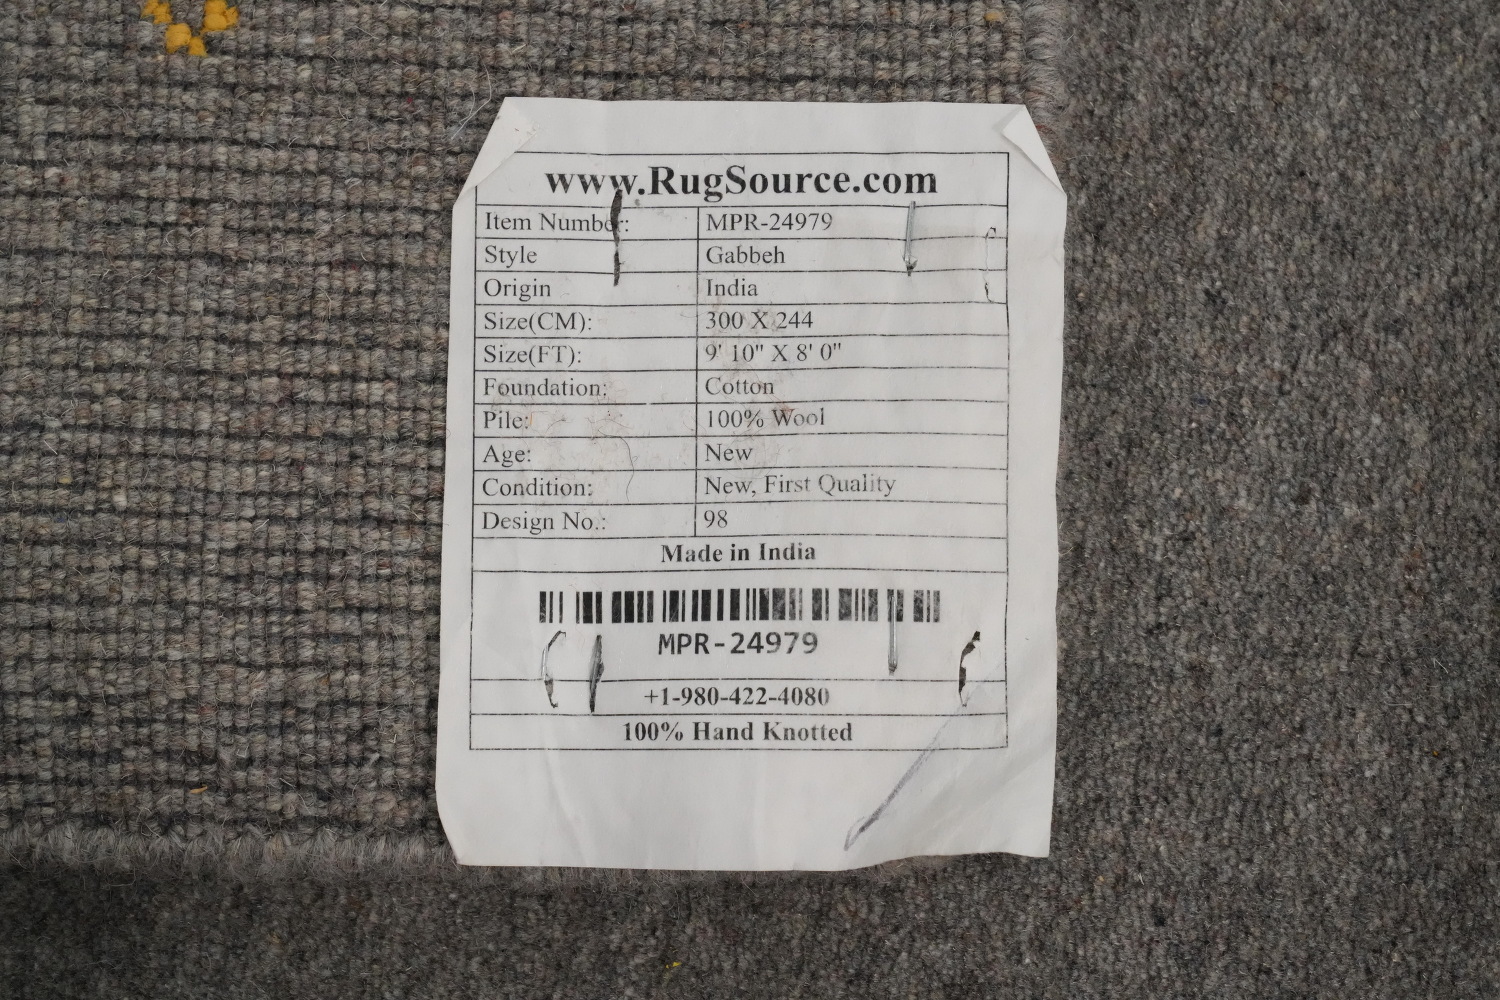 www.RugSource.com
Item Number: MPR-24979
Style Gabbeh
Origin India
Size(CM): 300 X 244
Size(FT): 9' 10" X 8' 0"
Foundation: Cotton
Pile: 100% Wool
Age: New
Condition: New, First Quality
Design No.: 98
Made in India
MPR-24979
+1-980-422-4080
100% Hand Knotted